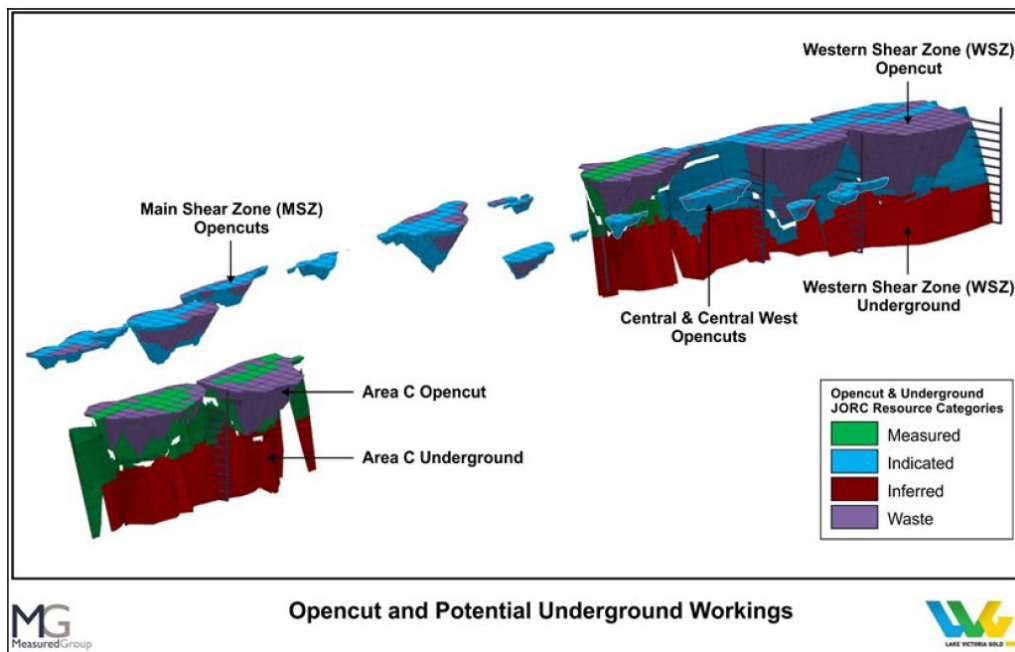 Western Shear Zone (WSZ)
Opencut
Main Shear Zone (MSZ)
Opencuts
Central & Central West
Opencuts
Western Shear Zone (WSZ)
Underground
Area C Opencut
Area C Underground
Opencut & Underground
JORC Resource Categories
Measured
Indicated
Inferred
Waste
MG
MeasuredGroup
Opencut and Potential Underground Workings
LVG
LAKE VICTORIA GOLD